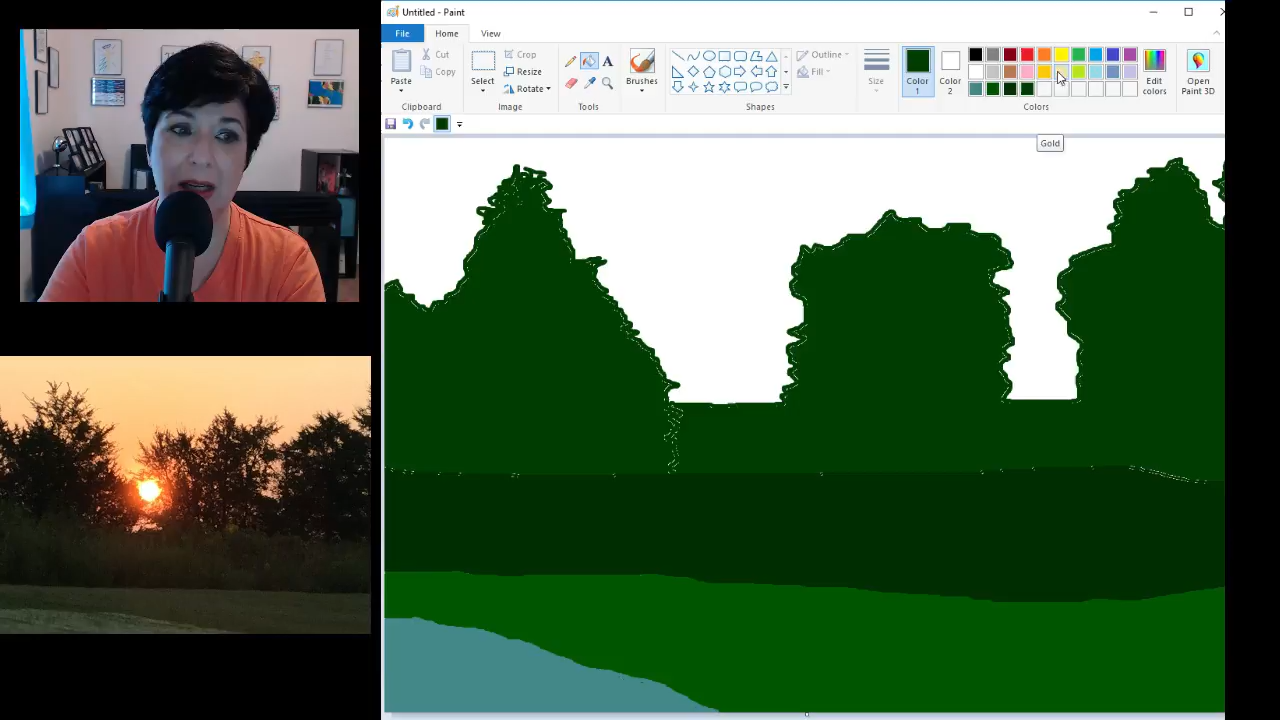 Untitled - Paint
File Home View
Paste
Cut
Copy
Clipboard
Select
Crop
Resize
Rotate
Image
A
Tools
Brushes
Outline
Fill
Shapes
Size
Color 1
Color 2
Colors
Edit colors
Open Paint 3D
Gold